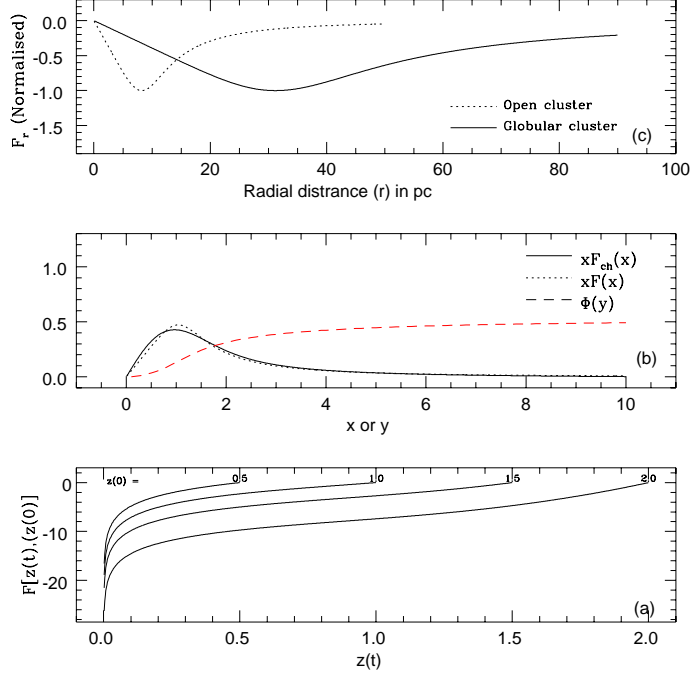 0.0
-0.5
-1.0
-1.5
F_r (Normalised)
Open cluster
Globular cluster
(c)
0 20 40 60 80 100
Radial distrance (r) in pc
1.0
0.5
0.0
xF_ch(x)
xF(x)
Φ(y)
(b)
0 2 4 6 8 10
x or y
0
-10
-20
F[z(t),(z(0)]
z(0) = 0.5 1.0 1.5 2.0
(a)
0.0 0.5 1.0 1.5 2.0
z(t)